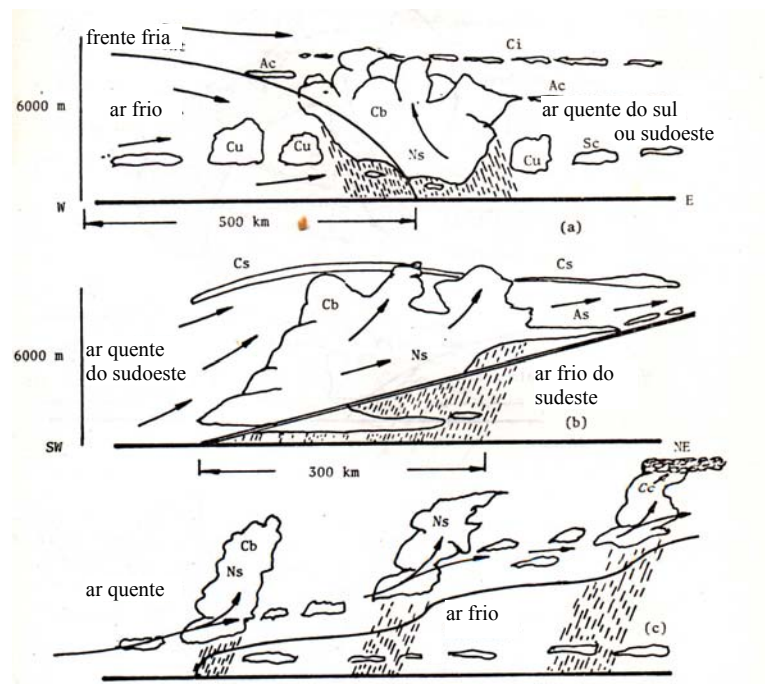 frente fria
Ci
Ac
Ac
6000 m
Cb
ar frio
ar quente do sul
ou sudoeste
Cu
Cu
Ns
Cu
Sc
W
E
500 km
(a)
Cs
Cs
Cb
As
6000 m
ar quente
do sudoeste
Ns
ar frio do
sudeste
(b)
SW
NE
300 km
Cc
Ns
Cb
Ns
ar quente
ar frio
(c)